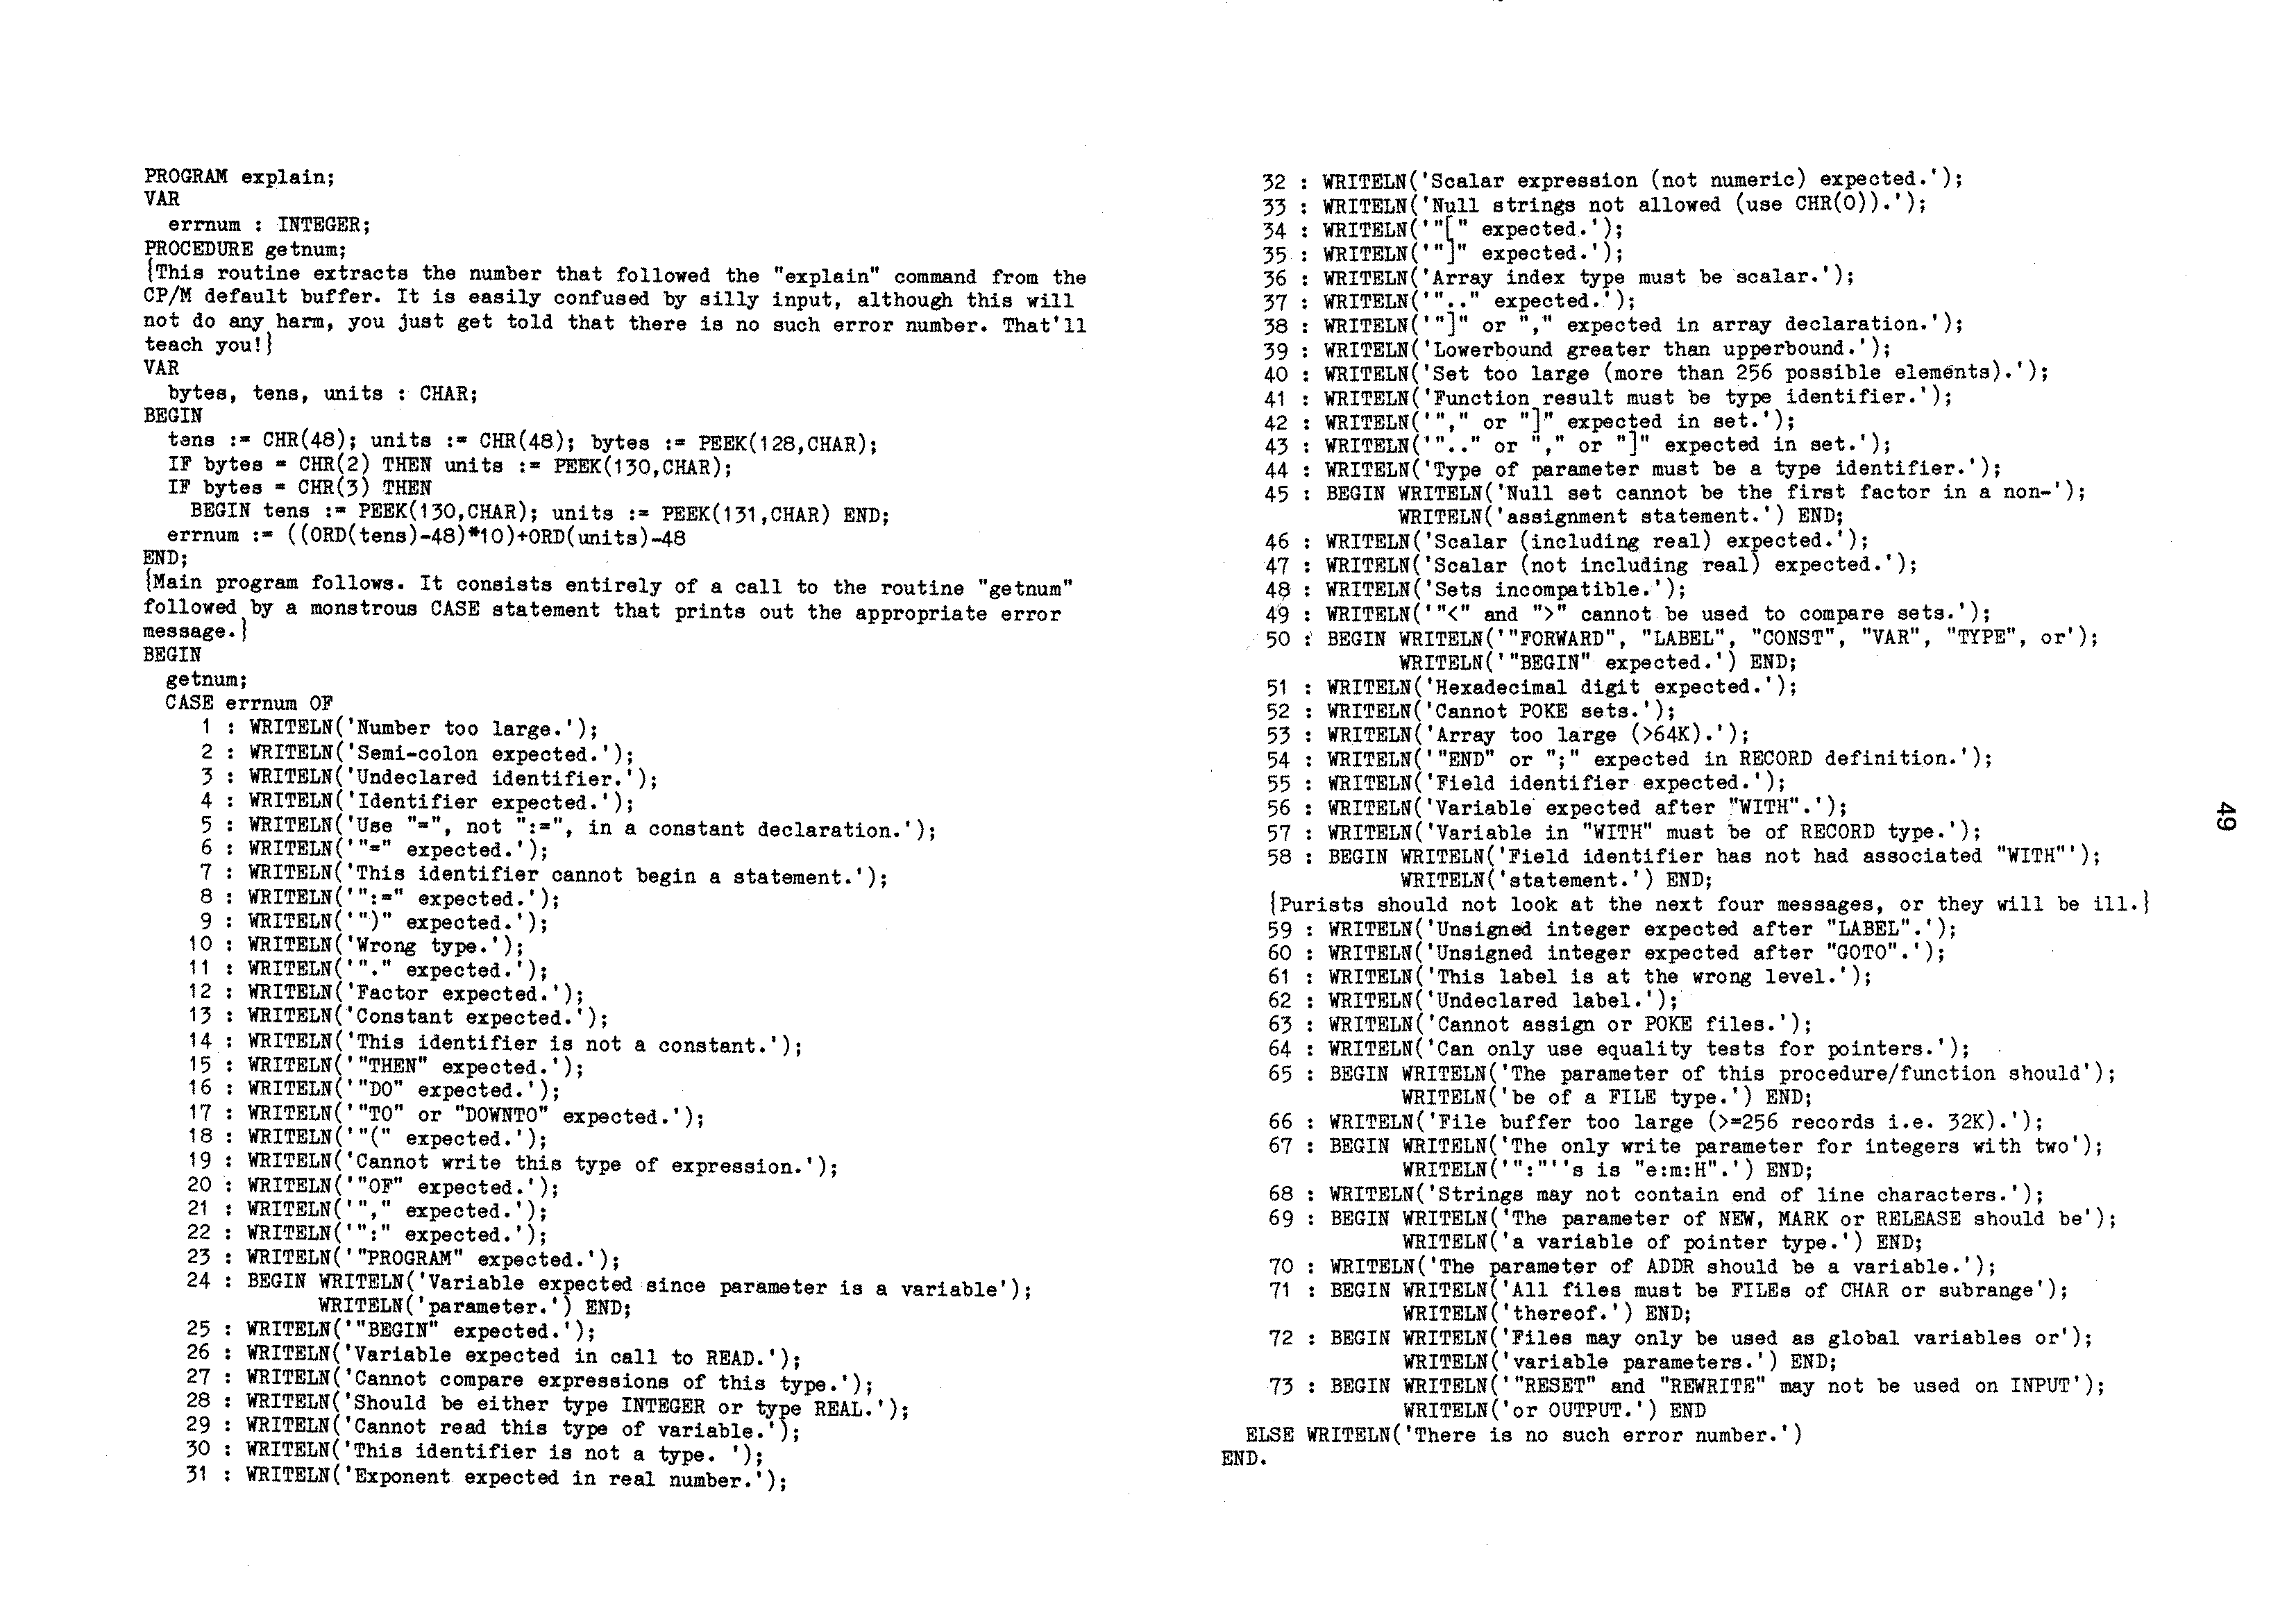 PROGRAM explain;
VAR
errnum : INTEGER;
PROCEDURE getnum;
{This routine extracts the number that followed the "explain" command from the
CP/M default buffer. It is easily confused by silly input, although this will
not do any harm, you just get told that there is no such error number. That'll
teach you!}
VAR
bytes, tens, units : CHAR;
BEGIN
tens := CHR(48); units := CHR(48); bytes := PEEK(128,CHAR);
IF bytes = CHR(2) THEN units := PEEK(130,CHAR);
IF bytes = CHR(3) THEN
BEGIN tens := PEEK(130,CHAR); units := PEEK(131,CHAR) END;
errnum := ((ORD(tens)-48)*10)+ORD(units)-48
END;
{Main program follows. It consists entirely of a call to the routine "getnum"
followed by a monstrous CASE statement that prints out the appropriate error
message.}
BEGIN
getnum;
CASE errnum OF
1 : WRITELN('Number too large.');
2 : WRITELN('Semi-colon expected.');
3 : WRITELN('Undeclared identifier.');
4 : WRITELN('Identifier expected.');
5 : WRITELN('Use "=", not ":=", in a constant declaration.');
6 : WRITELN('"=" expected.');
7 : WRITELN('This identifier cannot begin a statement.');
8 : WRITELN('":=" expected.');
9 : WRITELN('")" expected.');
10 : WRITELN('Wrong type.');
11 : WRITELN('"." expected.');
12 : WRITELN('Factor expected.');
13 : WRITELN('Constant expected.');
14 : WRITELN('This identifier is not a constant.');
15 : WRITELN('"THEN" expected.');
16 : WRITELN('"DO" expected.');
17 : WRITELN('"TO" or "DOWNTO" expected.');
18 : WRITELN('"(" expected.');
19 : WRITELN('Cannot write this type of expression.');
20 : WRITELN('"OF" expected.');
21 : WRITELN('"," expected.');
22 : WRITELN('":" expected.');
23 : WRITELN('"PROGRAM" expected.');
24 : BEGIN WRITELN('Variable expected since parameter is a variable');
WRITELN('parameter.') END;
25 : WRITELN('"BEGIN" expected.');
26 : WRITELN('Variable expected in call to READ.');
27 : WRITELN('Cannot compare expressions of this type.');
28 : WRITELN('Should be either type INTEGER or type REAL.');
29 : WRITELN('Cannot read this type of variable.');
30 : WRITELN('This identifier is not a type. ');
31 : WRITELN('Exponent expected in real number.');
32 : WRITELN('Scalar expression (not numeric) expected.');
33 : WRITELN('Null strings not allowed (use CHR(0)).');
34 : WRITELN('"[" expected.');
35 : WRITELN('"]" expected.');
36 : WRITELN('Array index type must be scalar.');
37 : WRITELN('".." expected.');
38 : WRITELN('"]" or "," expected in array declaration.');
39 : WRITELN('Lowerbound greater than upperbound.');
40 : WRITELN('Set too large (more than 256 possible elements).');
41 : WRITELN('Function result must be type identifier.');
42 : WRITELN('"," or "]" expected in set.');
43 : WRITELN('".." or "," or "]" expected in set.');
44 : WRITELN('Type of parameter must be a type identifier.');
45 : BEGIN WRITELN('Null set cannot be the first factor in a non-');
WRITELN('assignment statement.') END;
46 : WRITELN('Scalar (including real) expected.');
47 : WRITELN('Scalar (not including real) expected.');
48 : WRITELN('Sets incompatible.');
49 : WRITELN('"<" and ">" cannot be used to compare sets.');
50 : BEGIN WRITELN('"FORWARD", "LABEL", "CONST", "VAR", "TYPE", or');
WRITELN('"BEGIN" expected.') END;
51 : WRITELN('Hexadecimal digit expected.');
52 : WRITELN('Cannot POKE sets.');
53 : WRITELN('Array too large (>64K).');
54 : WRITELN('"END" or ";" expected in RECORD definition.');
55 : WRITELN('Field identifier expected.');
56 : WRITELN('Variable expected after "WITH".');
57 : WRITELN('Variable in "WITH" must be of RECORD type.');
58 : BEGIN WRITELN('Field identifier has not had associated "WITH"');
WRITELN('statement.') END;
{Purists should not look at the next four messages, or they will be ill.}
59 : WRITELN('Unsigned integer expected after "LABEL".');
60 : WRITELN('Unsigned integer expected after "GOTO".');
61 : WRITELN('This label is at the wrong level.');
62 : WRITELN('Undeclared label.');
63 : WRITELN('Cannot assign or POKE files.');
64 : WRITELN('Can only use equality tests for pointers.');
65 : BEGIN WRITELN('The parameter of this procedure/function should');
WRITELN('be of a FILE type.') END;
66 : WRITELN('File buffer too large (>=256 records i.e. 32K).');
67 : BEGIN WRITELN('The only write parameter for integers with two');
WRITELN('":"''s is "e:m:H".') END;
68 : WRITELN('Strings may not contain end of line characters.');
69 : BEGIN WRITELN('The parameter of NEW, MARK or RELEASE should be');
WRITELN('a variable of pointer type.') END;
70 : WRITELN('The parameter of ADDR should be a variable.');
71 : BEGIN WRITELN('All files must be FILEs of CHAR or subrange');
WRITELN('thereof.') END;
72 : BEGIN WRITELN('Files may only be used as global variables or');
WRITELN('variable parameters.') END;
73 : BEGIN WRITELN('"RESET" and "REWRITE" may not be used on INPUT');
WRITELN('or OUTPUT.') END
ELSE WRITELN('There is no such error number.')
END.
49